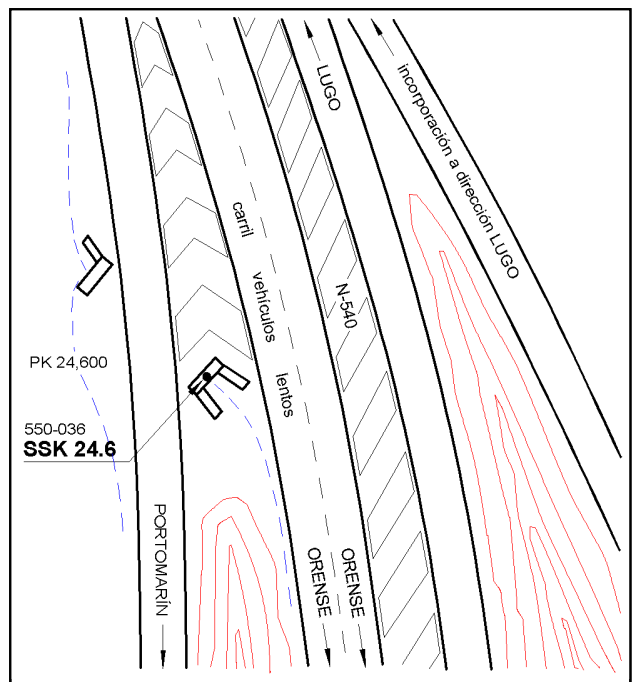 LUGO
incorporación a dirección LUGO
carril
vehículos
lentos
N-540
PK 24,600
550-036
SSK 24.6
PORTOMARÍN
ORENSE
ORENSE